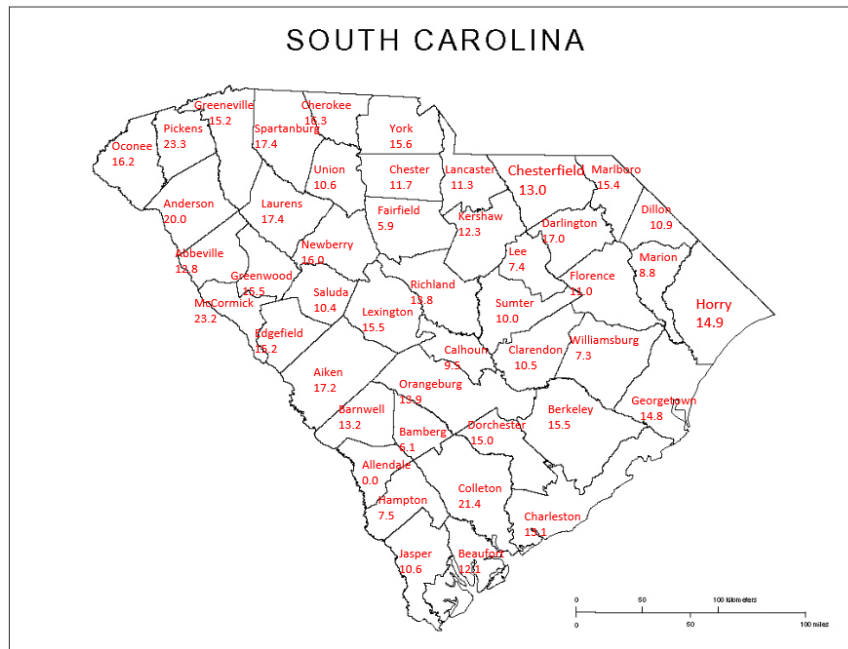 SOUTH CAROLINA
Greeneville
15.2
Cherokee
16.3
Pickens
23.3
Spartanburg
17.4
York
15.6
Oconee
16.2
Union
10.6
Chester
11.7
Lancaster
11.3
Chesterfield
13.0
Marlboro
15.4
Anderson
20.0
Laurens
17.4
Fairfield
5.9
Kershaw
12.3
Darlington
17.0
Dillon
10.9
Abbeville
12.8
Newberry
16.0
Lee
7.4
Marion
8.8
Greenwood
16.5
Saluda
10.4
Richland
13.8
Florence
11.0
McCormick
23.2
Lexington
15.5
Sumter
10.0
Horry
14.9
Edgefield
15.2
Calhoun
9.5
Clarendon
10.5
Williamsburg
7.3
Aiken
17.2
Orangeburg
13.9
Barnwell
13.2
Bamberg
6.1
Dorchester
15.0
Berkeley
15.5
Georgetown
14.8
Allendale
0.0
Hampton
7.5
Colleton
21.4
Charleston
Jasper
10.6
Beaufort
12.1
0 50 100 kilometers
0 50 100 miles